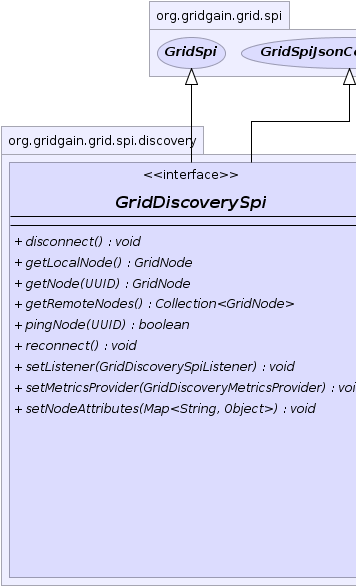 org.gridgain.grid.spi
GridSpi
GridSpiJsonCo
org.gridgain.grid.spi.discovery
<<interface>>
GridDiscoverySpi
+ disconnect() : void
+ getLocalNode() : GridNode
+ getNode(UUID) : GridNode
+ getRemoteNodes() : Collection<GridNode>
+ pingNode(UUID) : boolean
+ reconnect() : void
+ setListener(GridDiscoverySpiListener) : void
+ setMetricsProvider(GridDiscoveryMetricsProvider) : voi
+ setNodeAttributes(Map<String, Object>) : void